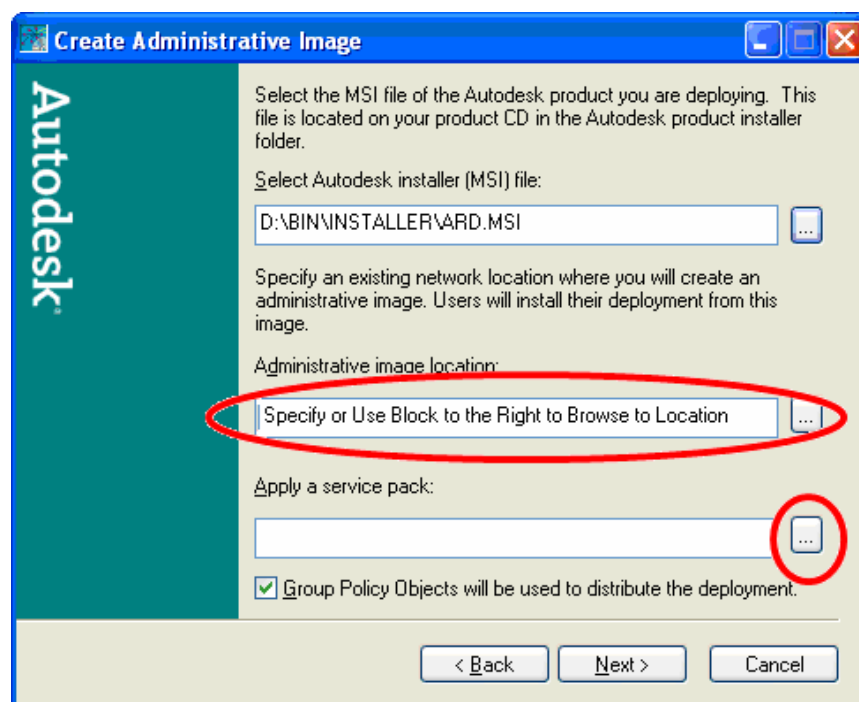 Create Administrative Image
Autodesk
Select the MSI file of the Autodesk product you are deploying. This
file is located on your product CD in the Autodesk product installer
folder.
Select Autodesk installer (MSI) file:
D:\BIN\INSTALLER\ARD.MSI
...
Specify an existing network location where you will create an
administrative image. Users will install their deployment from this
image.
Administrative image location:
Specify or Use Block to the Right to Browse to Location
...
Apply a service pack:
...
Group Policy Objects will be used to distribute the deployment.
< Back
Next >
Cancel